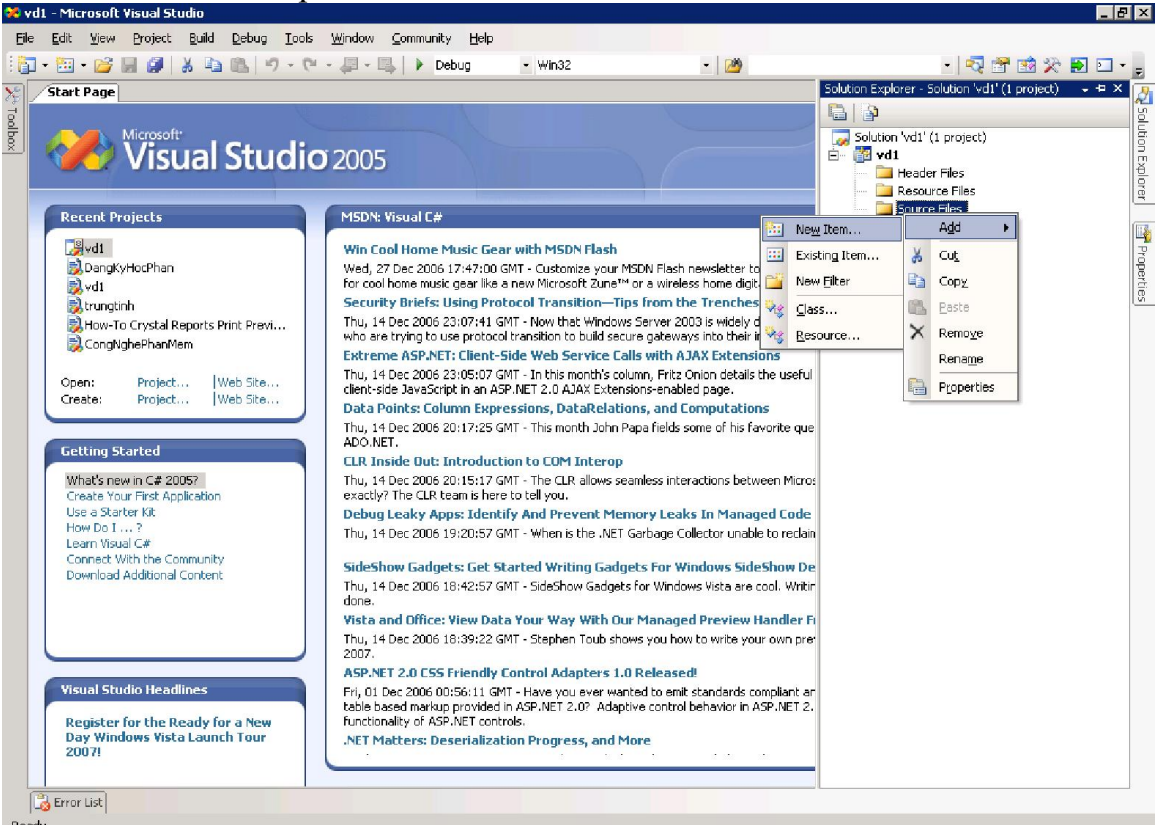 vd1 - Microsoft Visual Studio
File Edit View Project Build Debug Tools Window Community Help
Debug Win32
Toolbox
Start Page
Microsoft
Visual Studio 2005
Recent Projects
vd1
DangKyHocPhan
vd1
trungtinh
How-To Crystal Reports Print Previ...
CongNghePhanMem
Open: Project... Web Site...
Create: Project... Web Site...
Getting Started
What's new in C# 2005?
Create Your First Application
Use a Starter Kit
How Do I ... ?
Learn Visual C#
Connect With the Community
Download Additional Content
Visual Studio Headlines
Register for the Ready for a New
Day Windows Vista Launch Tour
2007!
MSDN: Visual C#
Win Cool Home Music Gear with MSDN Flash
Wed, 27 Dec 2006 17:47:00 GMT - Customize your MSDN Flash newsletter to
for cool home music gear like a new Microsoft Zune™ or a wireless home digit
Security Briefs: Using Protocol Transition—Tips from the Trenches
Thu, 14 Dec 2006 23:07:41 GMT - Now that Windows Server 2003 is widely d
who are trying to use protocol transition to build secure gateways into their i
Extreme ASP.NET: Client-Side Web Service Calls with AJAX Extensions
Thu, 14 Dec 2006 23:05:07 GMT - In this month's column, Fritz Onion details the useful
client-side JavaScript in an ASP.NET 2.0 AJAX Extensions-enabled page.
Data Points: Column Expressions, DataRelations, and Computations
Thu, 14 Dec 2006 20:17:25 GMT - This month John Papa fields some of his favorite que
ADO.NET.
CLR Inside Out: Introduction to COM Interop
Thu, 14 Dec 2006 20:15:17 GMT - The CLR allows seamless interactions between Micros
exactly? The CLR team is here to tell you.
Debug Leaky Apps: Identify And Prevent Memory Leaks In Managed Code
Thu, 14 Dec 2006 19:20:57 GMT - When is the .NET Garbage Collector unable to reclain
SideShow Gadgets: Get Started Writing Gadgets For Windows SideShow De
Thu, 14 Dec 2006 18:42:57 GMT - SideShow Gadgets for Windows Vista are cool. Writin
done.
Vista and Office: View Data Your Way With Our Managed Preview Handler F
Thu, 14 Dec 2006 18:39:22 GMT - Stephen Toub shows you how to write your own pre
2007.
ASP.NET 2.0 CSS Friendly Control Adapters 1.0 Released!
Fri, 01 Dec 2006 00:56:11 GMT - Have you ever wanted to emit standards compliant ar
table based markup provided in ASP.NET 2.0? Adaptive control behavior in ASP.NET 2.
functionality of ASP.NET controls.
.NET Matters: Deserialization Progress, and More
Solution Explorer - Solution 'vd1' (1 project)
Solution 'vd1' (1 project)
vd1
Header Files
Resource Files
Source Files
New Item...
Existing Item...
New Filter
Class...
Resource...
Add
Cut
Copy
Paste
Remove
Rename
Properties
Solution Explorer
Properties
Error List